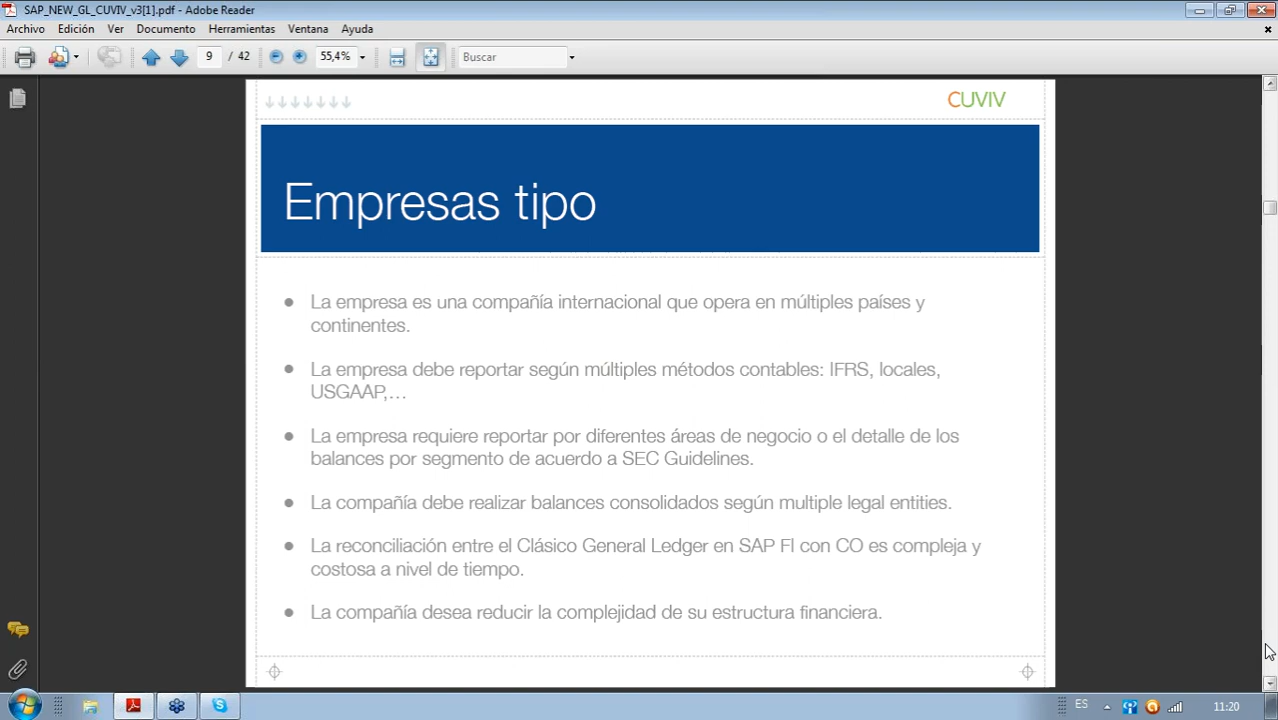 SAP_NEW_GL_CUVIV_v3[1].pdf - Adobe Reader
Archivo Edición Ver Documento Herramientas Ventana Ayuda
9 / 42 55,4% Buscar
CUVIV
Empresas tipo
La empresa es una compañía internacional que opera en múltiples países y
continentes.
La empresa debe reportar según múltiples métodos contables: IFRS, locales,
USGAAP,…
La empresa requiere reportar por diferentes áreas de negocio o el detalle de los
balances por segmento de acuerdo a SEC Guidelines.
La compañía debe realizar balances consolidados según multiple legal entities.
La reconciliación entre el Clásico General Ledger en SAP FI con CO es compleja y
costosa a nivel de tiempo.
La compañía desea reducir la complejidad de su estructura financiera.
ES 11:20